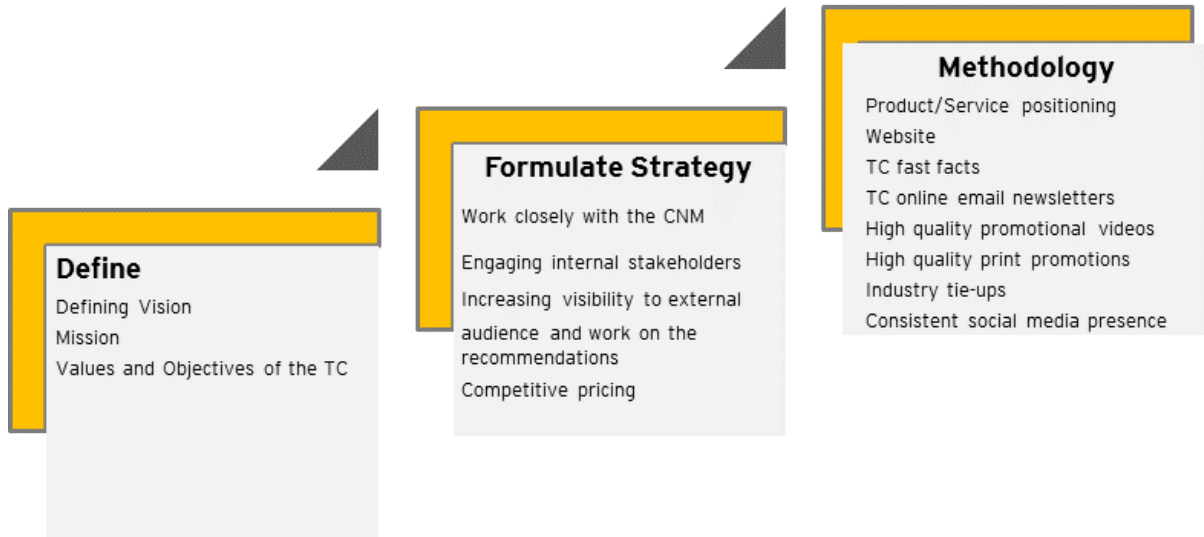 Define
Defining Vision
Mission
Values and Objectives of the TC
Formulate Strategy
Work closely with the CNM
Engaging internal stakeholders
Increasing visibility to external
audience and work on the
recommendations
Competitive pricing
Methodology
Product/Service positioning
Website
TC fast facts
TC online email newsletters
High quality promotional videos
High quality print promotions
Industry tie-ups
Consistent social media presence